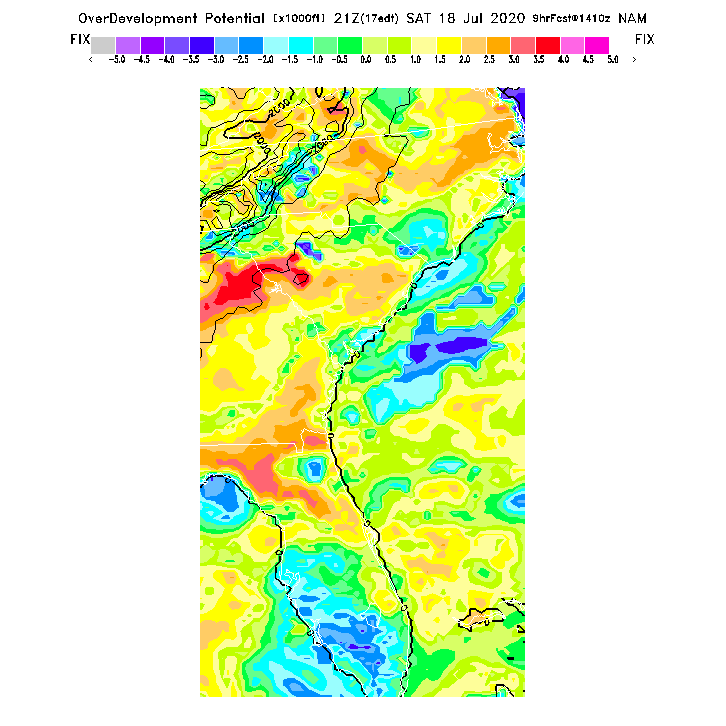 OverDevelopment Potential [x1000ft] 21Z(17edt) SAT 18 Jul 2020 9hrFcst@1410z NAM
FIX FIX
< -5.0 -4.5 -4.0 -3.5 -3.0 -2.5 -2.0 -1.5 -1.0 -0.5 0.0 0.5 1.0 1.5 2.0 2.5 3.0 3.5 4.0 4.5 5.0 >
2000
2000